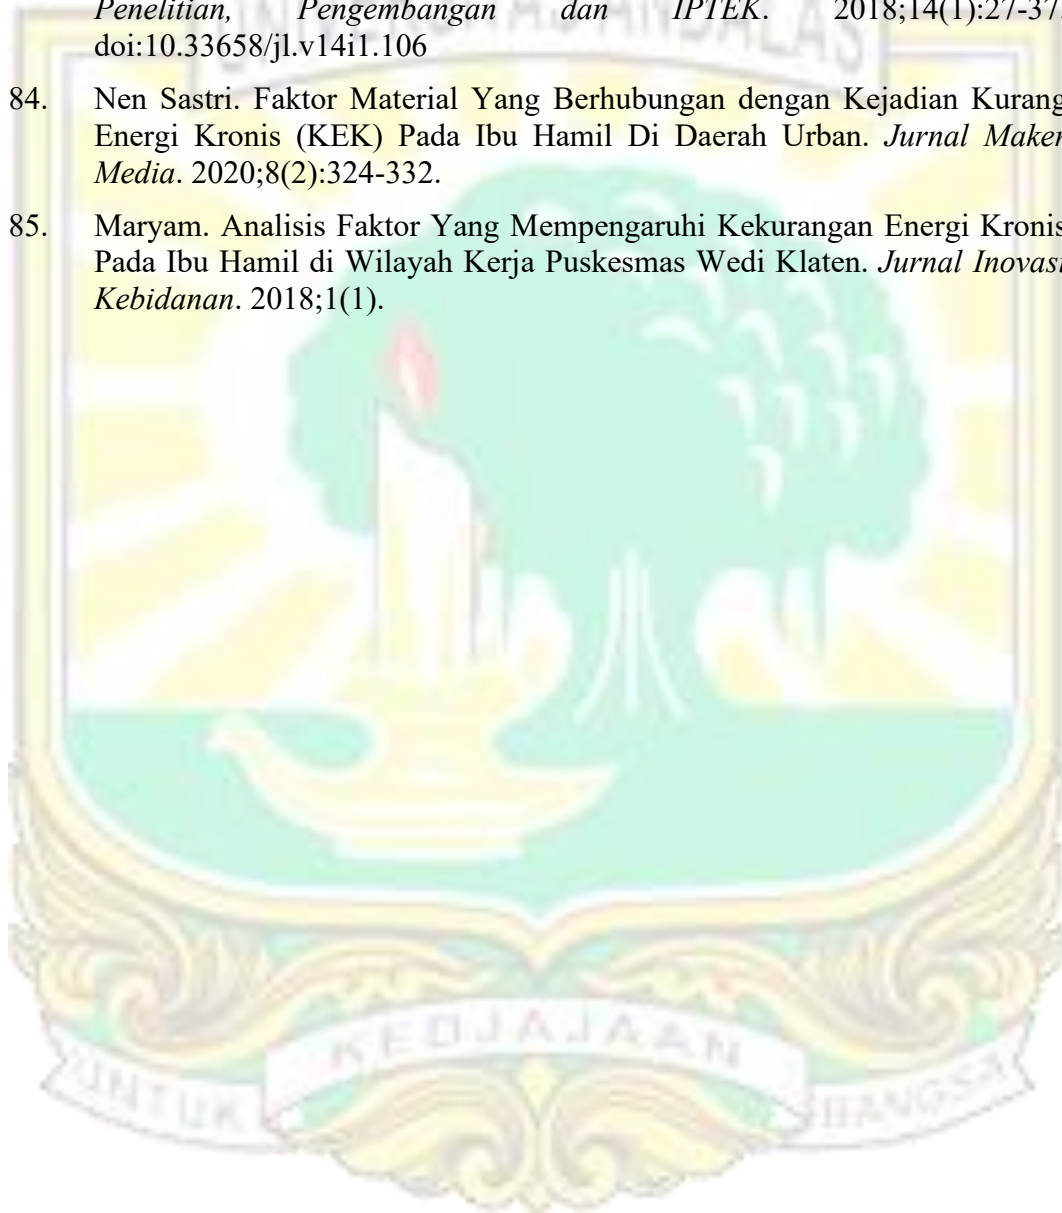 Penelitian, Pengembangan dan IPTEK. 2018;14(1):27-37.
doi:10.33658/jl.v14i1.106
84. Nen Sastri. Faktor Material Yang Berhubungan dengan Kejadian Kurang
Energi Kronis (KEK) Pada Ibu Hamil Di Daerah Urban. Jurnal Maker
Media. 2020;8(2):324-332.
85. Maryam. Analisis Faktor Yang Mempengaruhi Kekurangan Energi Kronis
Pada Ibu Hamil di Wilayah Kerja Puskesmas Wedi Klaten. Jurnal Inovasi
Kebidanan. 2018;1(1).
KEDJAJAAN
UNTUK BANGSA